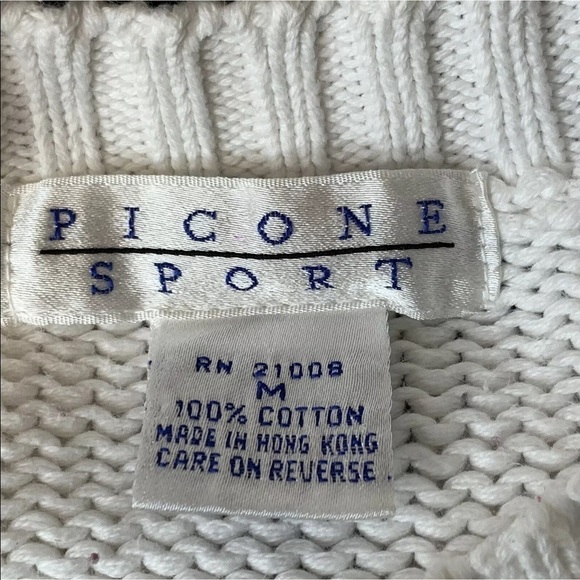 PICONE
SPORT
RN 21008
M
100% COTTON
MADE IN HONG KONG
CARE ON REVERSE